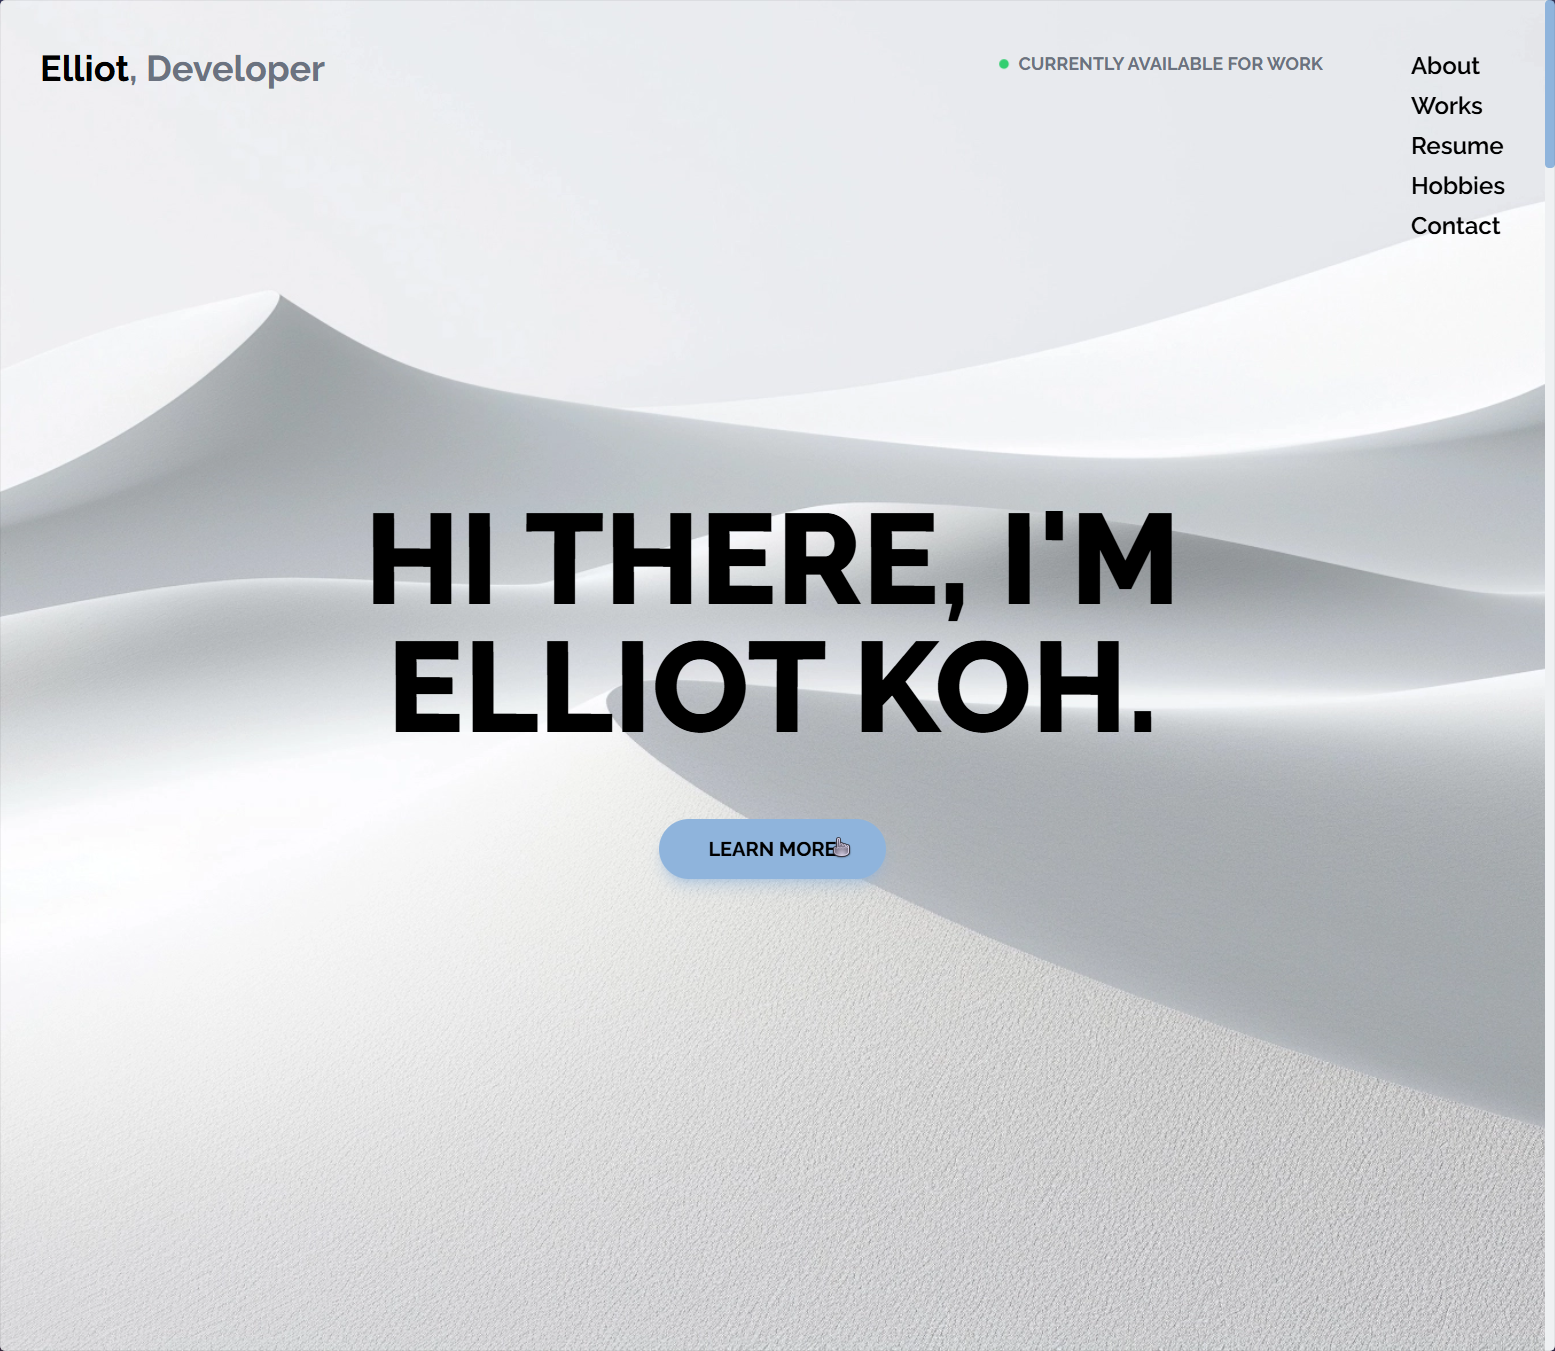 Elliot, Developer
CURRENTLY AVAILABLE FOR WORK
About
Works
Resume
Hobbies
Contact
HI THERE, I'M
ELLIOT KOH.
LEARN MORE